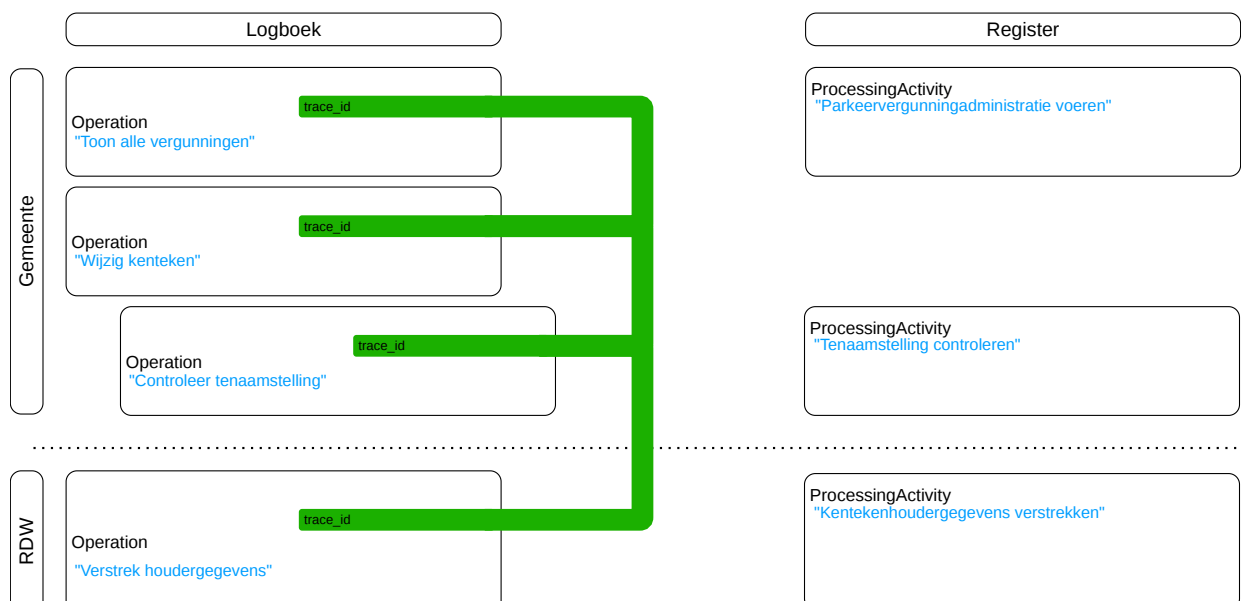 Logboek
Register
Gemeente
trace_id
Operation
"Toon alle vergunningen"
ProcessingActivity
"Parkeervergunningadministratie voeren"
trace_id
Operation
"Wijzig kenteken"
trace_id
Operation
"Controleer tenaamstelling"
ProcessingActivity
"Tenaamstelling controleren"
RDW
trace_id
Operation
"Verstrek houdergegevens"
ProcessingActivity
"Kentekenhoudergegevens verstrekken"